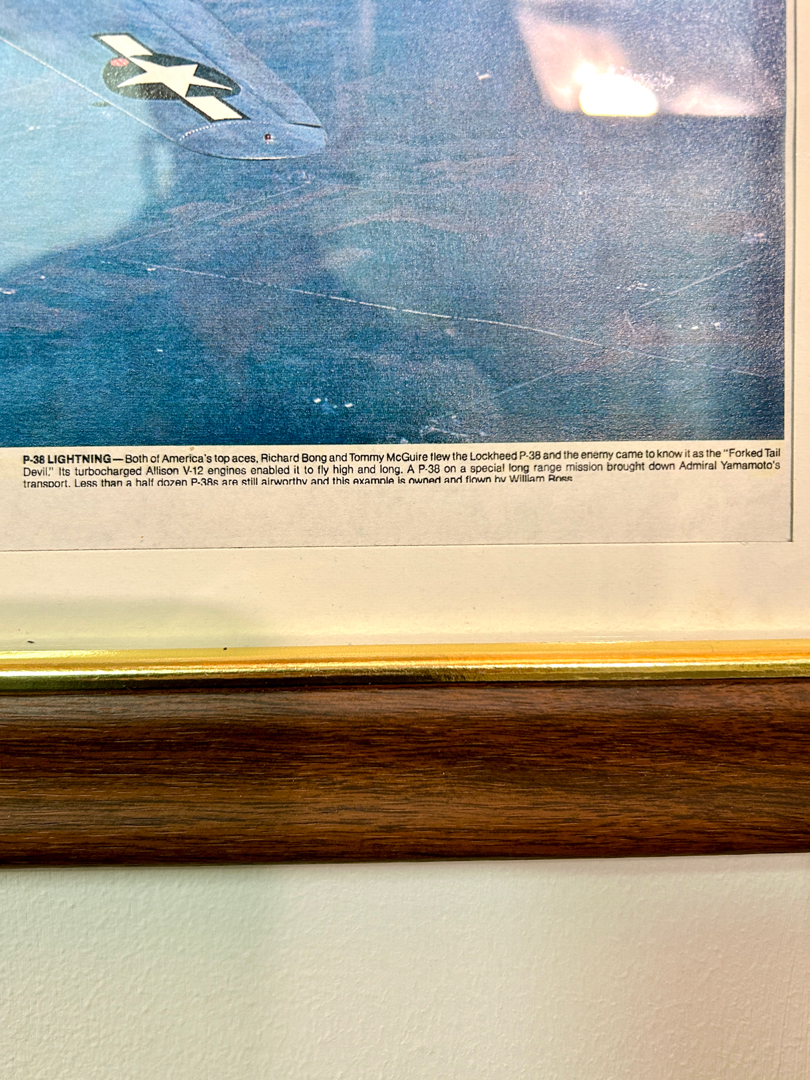 P-38 LIGHTNING—Both of America's top aces, Richard Bong and Tommy McGuire flew the Lockheed P-38 and the enemy came to know it as the "Forked Tail
Devil." Its turbocharged Allison V-12 engines enabled it to fly high and long. A P-38 on a special long range mission brought down Admiral Yamamoto's
transport. Less than a half dozen P-38s are still airworthy and this example is owned and flown by William Ross